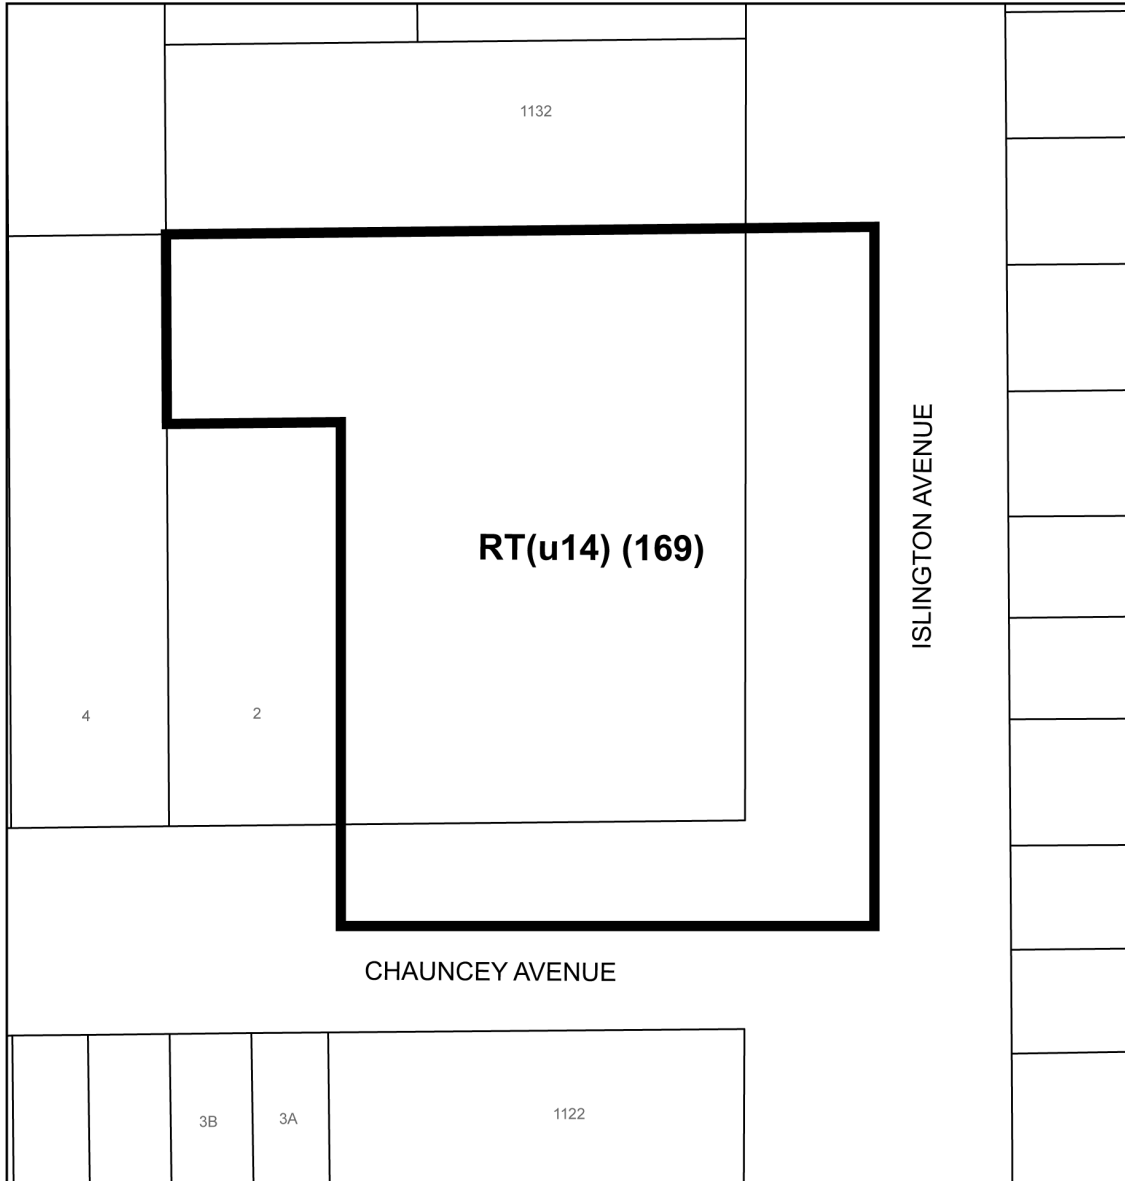 1132
ISLINGTON AVENUE
RT(u14) (169)
4
2
CHAUNCEY AVENUE
3B
3A
1122